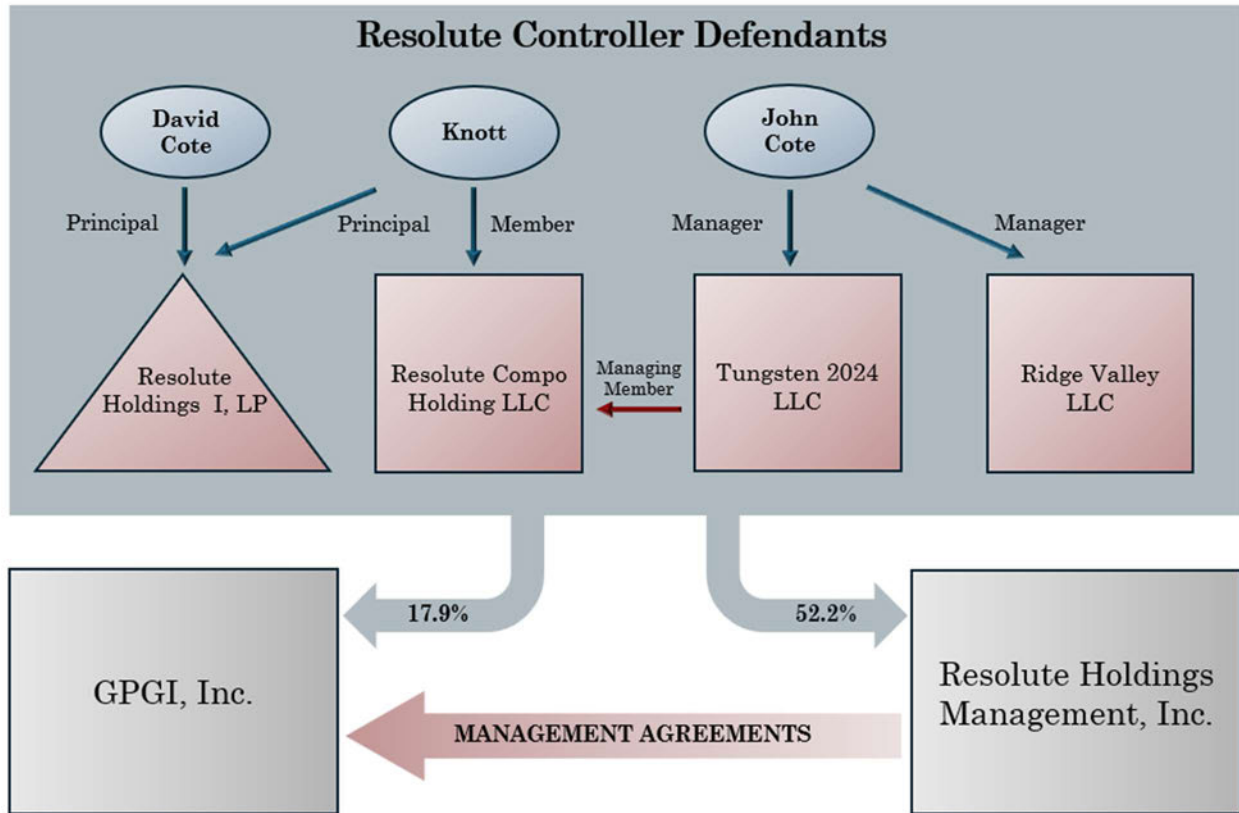 Resolute Controller Defendants
David
Cote
Knott
John
Cote
Principal
Principal
Member
Manager
Manager
Resolute
Holdings I, LP
Resolute Compo
Holding LLC
Managing
Member
Tungsten 2024
LLC
Ridge Valley
LLC
17.9%
52.2%
GPGI, Inc.
MANAGEMENT AGREEMENTS
Resolute Holdings
Management, Inc.